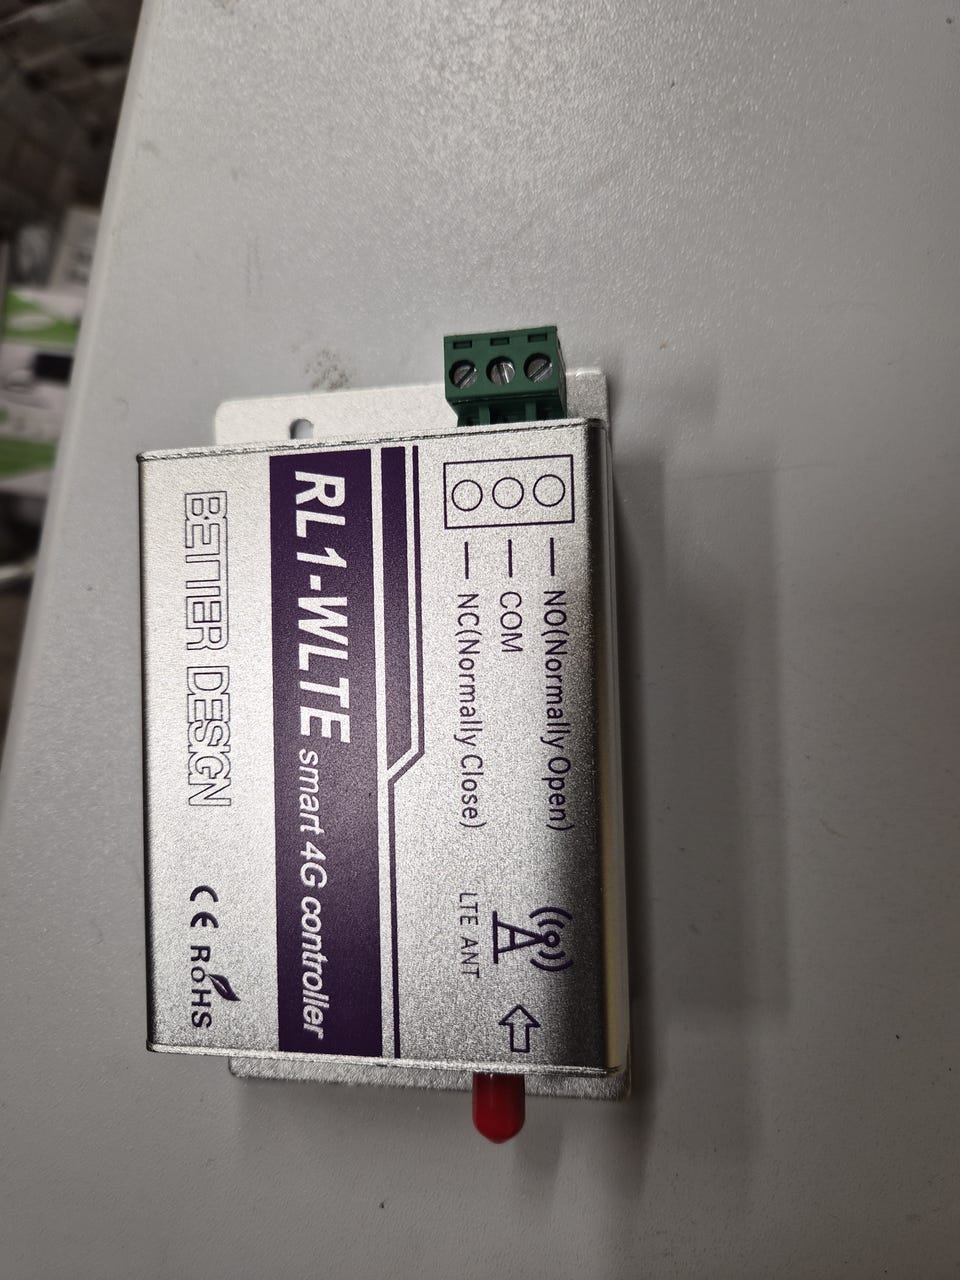 NO(Normally Open)
COM
NC(Normally Close)
LTE ANT
RL1-WLTE smart 4G controller
BETTER DESIGN
CE RoHS